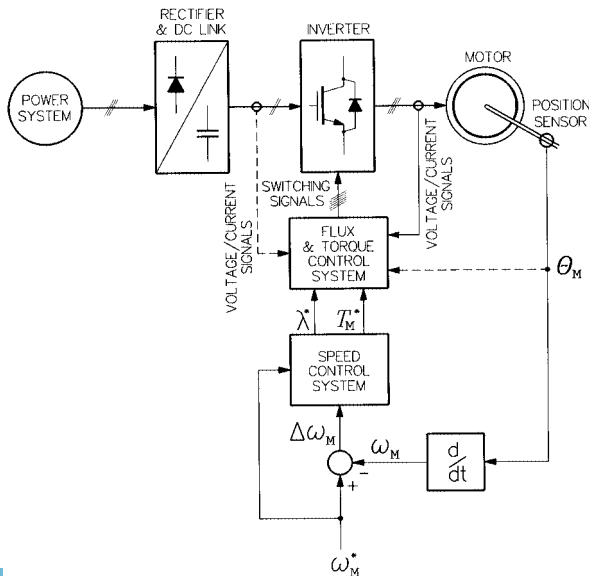 RECTIFIER
& DC LINK
INVERTER
MOTOR
POWER
SYSTEM
POSITION
SENSOR
SWITCHING
SIGNALS
VOLTAGE/CURRENT
SIGNALS
VOLTAGE/CURRENT
SIGNALS
FLUX
& TORQUE
CONTROL
SYSTEM
Θ_M
λ* T_M*
SPEED
CONTROL
SYSTEM
Δω_M
ω_M
d/dt
-
+
ω_M*